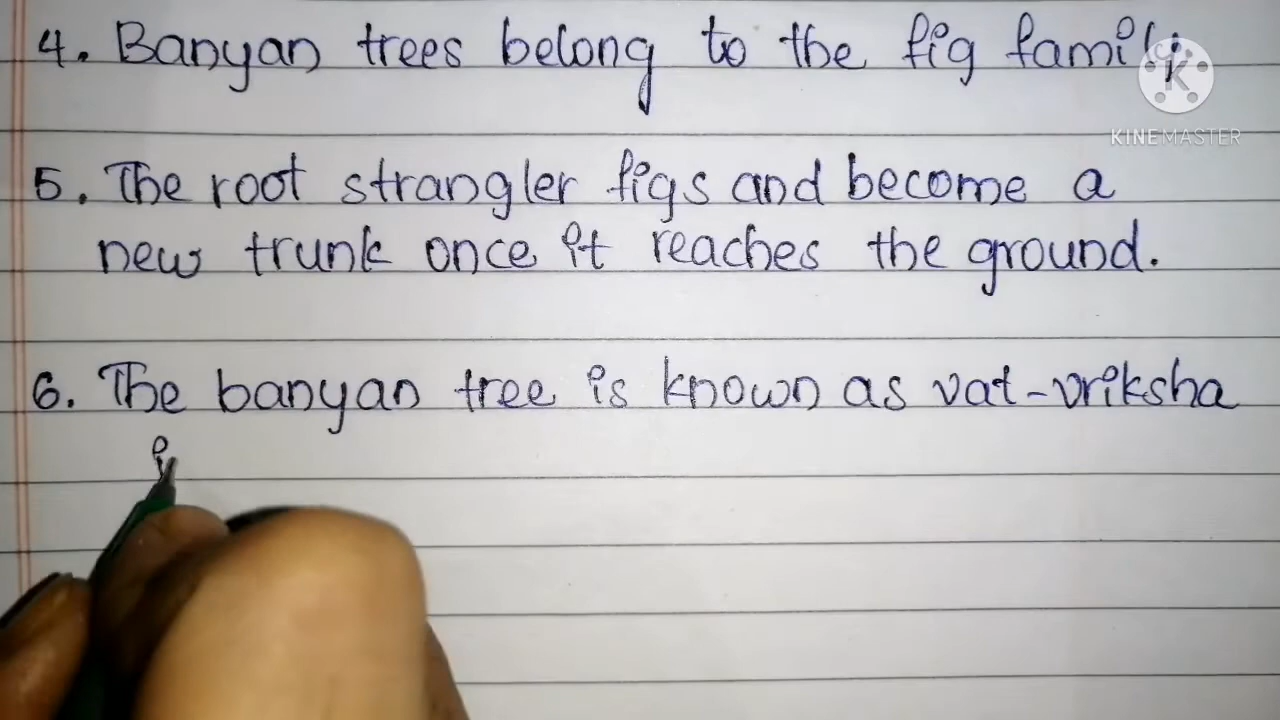 4. Banyan trees belong to the fig family
KINEMASTER
5. The root strangler figs and become a
new trunk once it reaches the ground.
6. The banyan tree is known as vat-vriksha
i